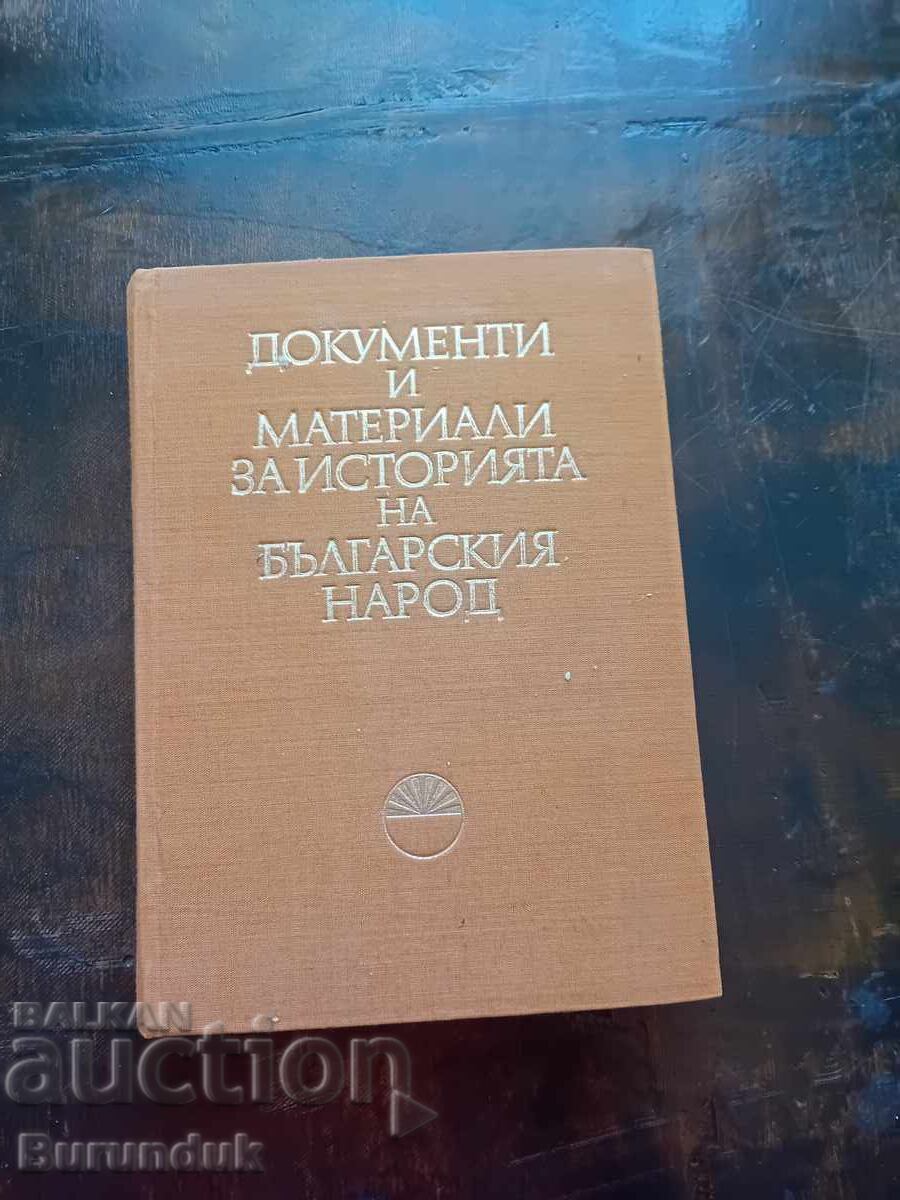 ДОКУМЕНТИ
И
МАТЕРИАЛИ
ЗА ИСТОРИЯТА
НА
БЪЛГАРСКИЯ
НАРОД
BALKAN
auction
Burunduk